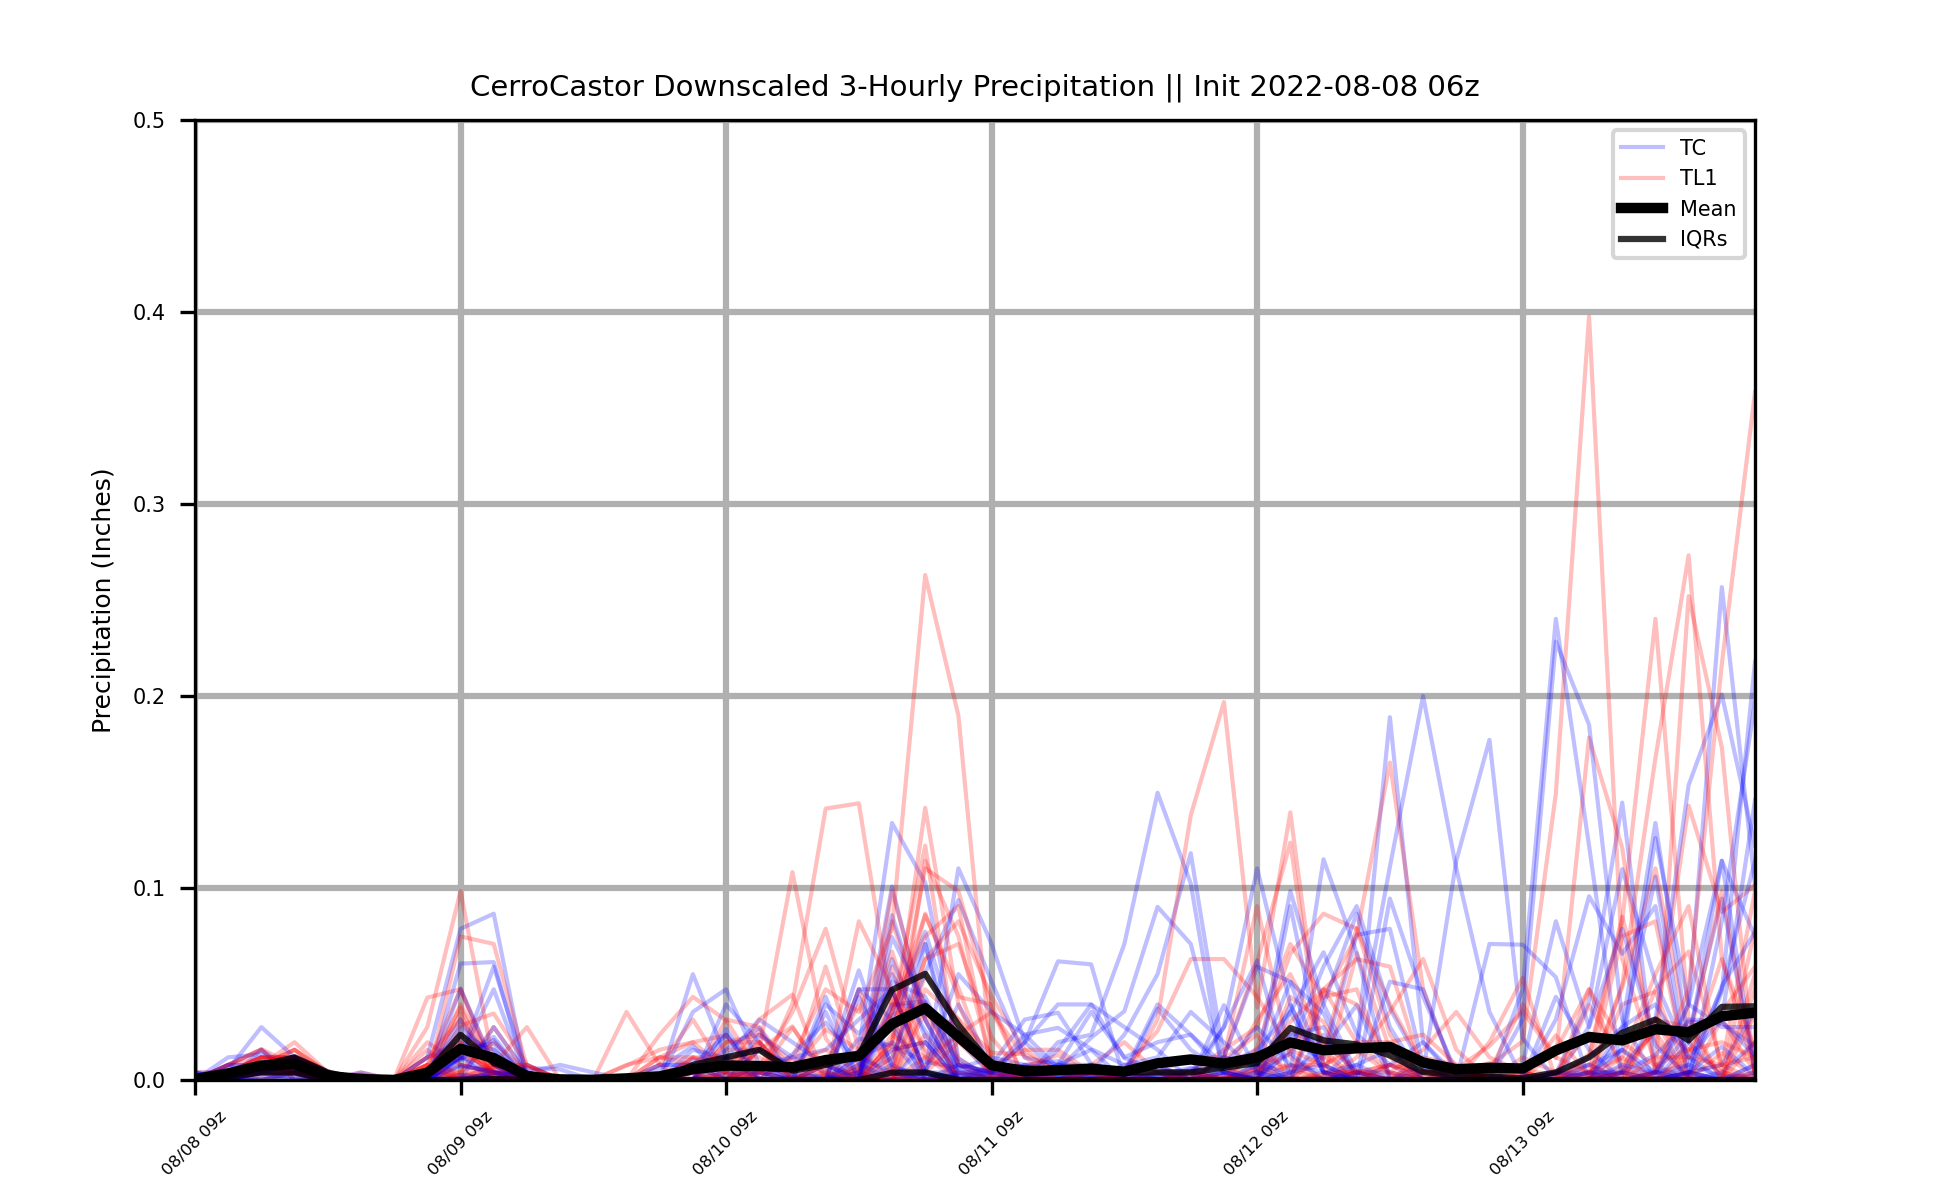 CerroCastor Downscaled 3-Hourly Precipitation || Init 2022-08-08 06z
Precipitation (Inches)
0.5
0.4
0.3
0.2
0.1
0.0
TC
TL1
Mean
IQRs
08/08 09z
08/09 09z
08/10 09z
08/11 09z
08/12 09z
08/13 09z